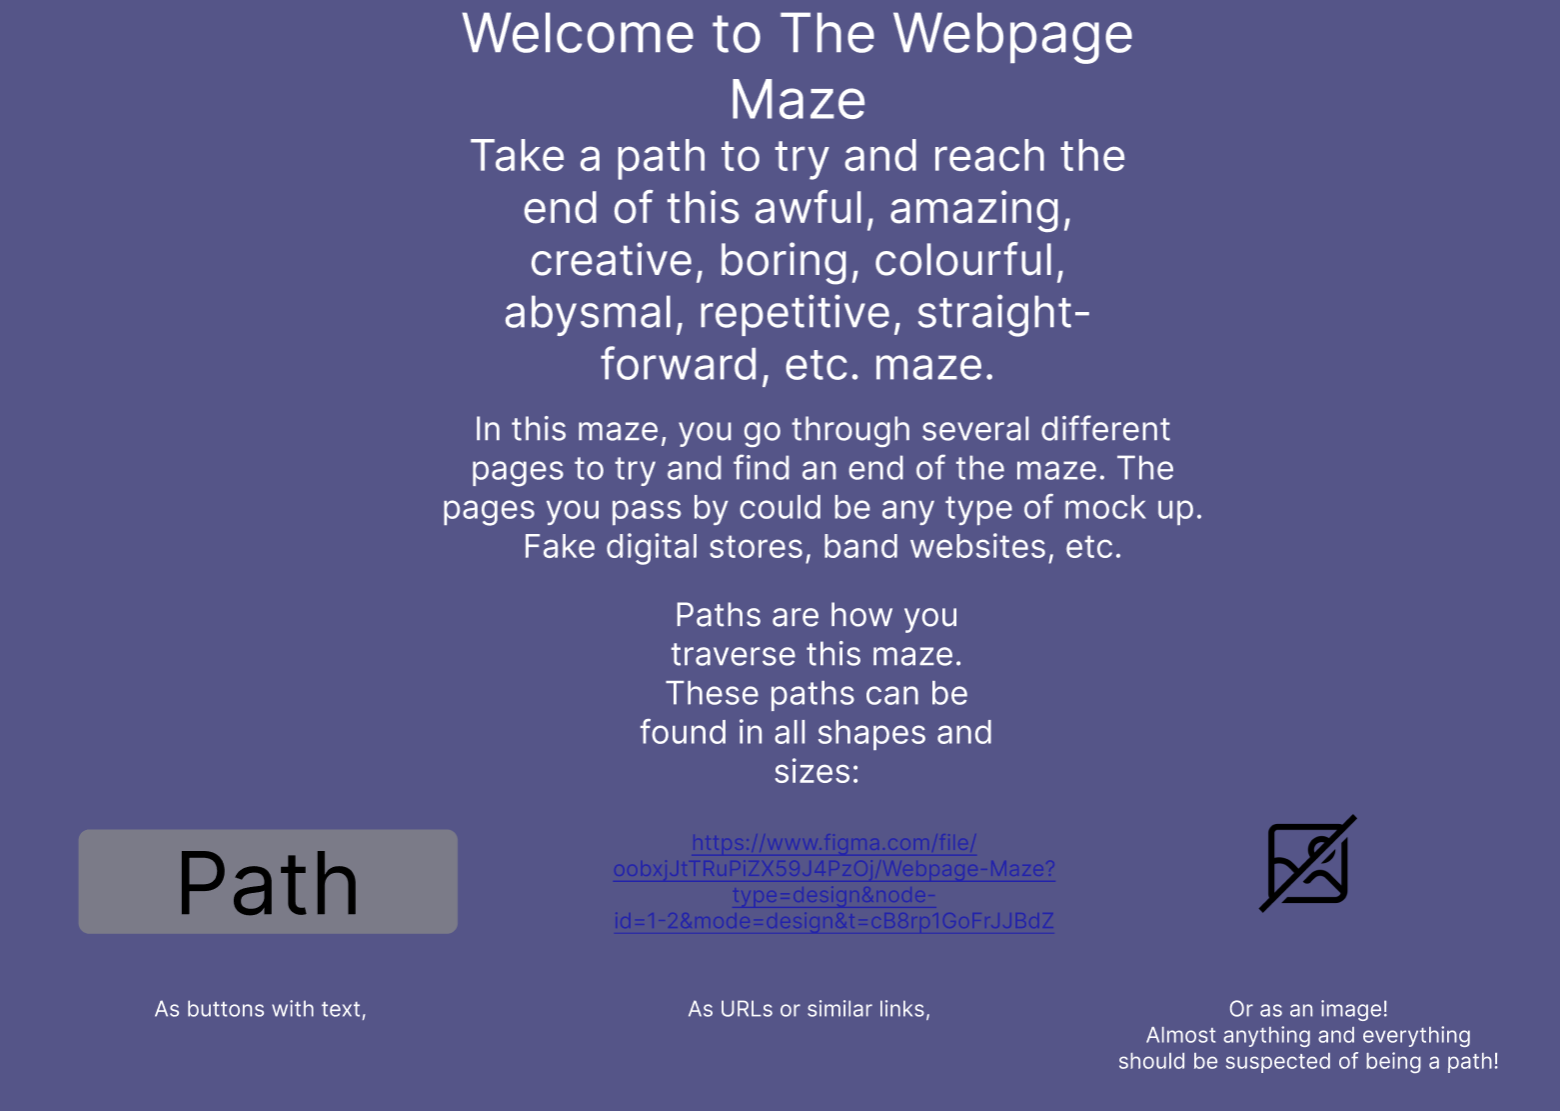 Welcome to The Webpage
Maze
Take a path to try and reach the
end of this awful, amazing,
creative, boring, colourful,
abysmal, repetitive, straight-
forward, etc. maze.
In this maze, you go through several different
pages to try and find an end of the maze. The
pages you pass by could be any type of mock up.
Fake digital stores, band websites, etc.
Paths are how you
traverse this maze.
These paths can be
found in all shapes and
sizes:
Path
https://www.figma.com/file/
oobxjJtTRuPiZX59J4PzOj/Webpage-Maze?
type=design&node-
id=1-2&mode=design&t=cB8rp1GoFrJJBdZ
As buttons with text,
As URLs or similar links,
Or as an image!
Almost anything and everything
should be suspected of being a path!